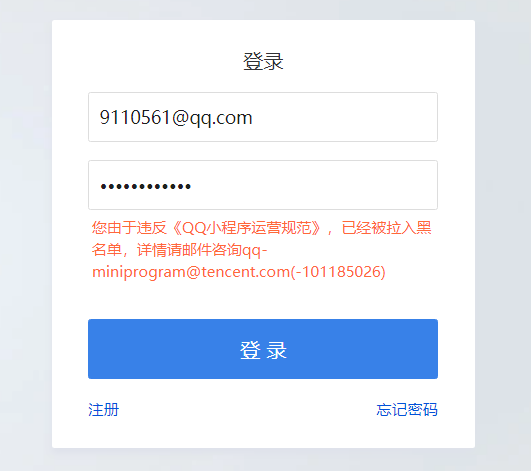 登录
9110561@qq.com
••••••••••••
您由于违反《QQ小程序运营规范》，已经被拉入黑
名单，详情请邮件咨询qq-
miniprogram@tencent.com(-101185026)
登 录
注册 忘记密码